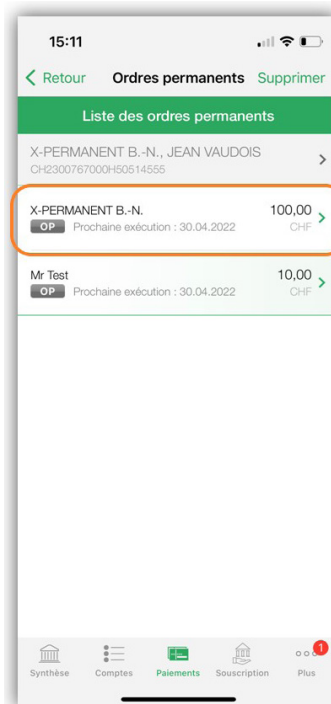 15:11
Retour Ordres permanents Supprimer
Liste des ordres permanents
X-PERMANENT B.-N., JEAN VAUDOIS
CH2300767000H50514555
X-PERMANENT B.-N. 100,00
OP Prochaine exécution : 30.04.2022 CHF
Mr Test 10,00
OP Prochaine exécution : 30.04.2022 CHF
1
Synthèse Comptes Paiements Souscription Plus